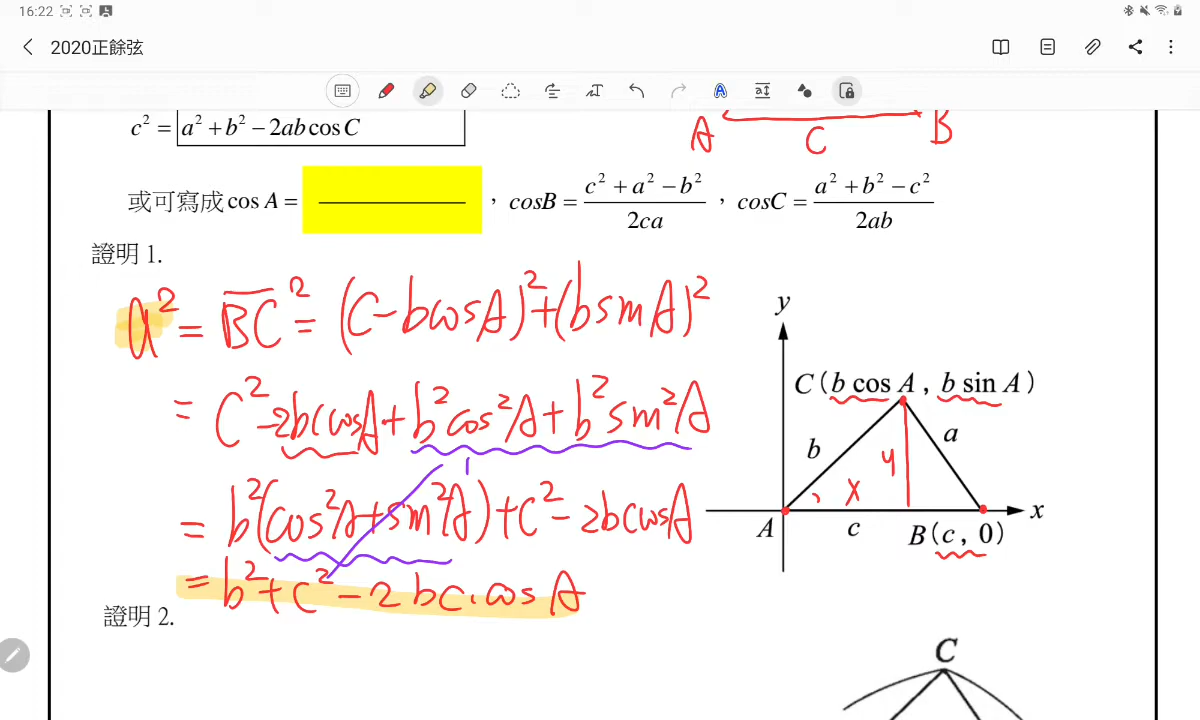 16:22
2020正餘弦
c² = a² + b² − 2ab cos C
A C B
或可寫成 cos A = ________ , cosB = (c² + a² − b²)/(2ca) , cosC = (a² + b² − c²)/(2ab)
證明 1.
a² = BC² = (C − bcosA)² + (bsinA)²
= C² − 2bccosA + b²cos²A + b²sin²A
1
= b²(cos²A + sin²A) + C² − 2bccosA
= b² + c² − 2bc·cosA
y
C (b cos A , b sin A)
b
a
y
x
A
c
B (c, 0)
x
證明 2.
C